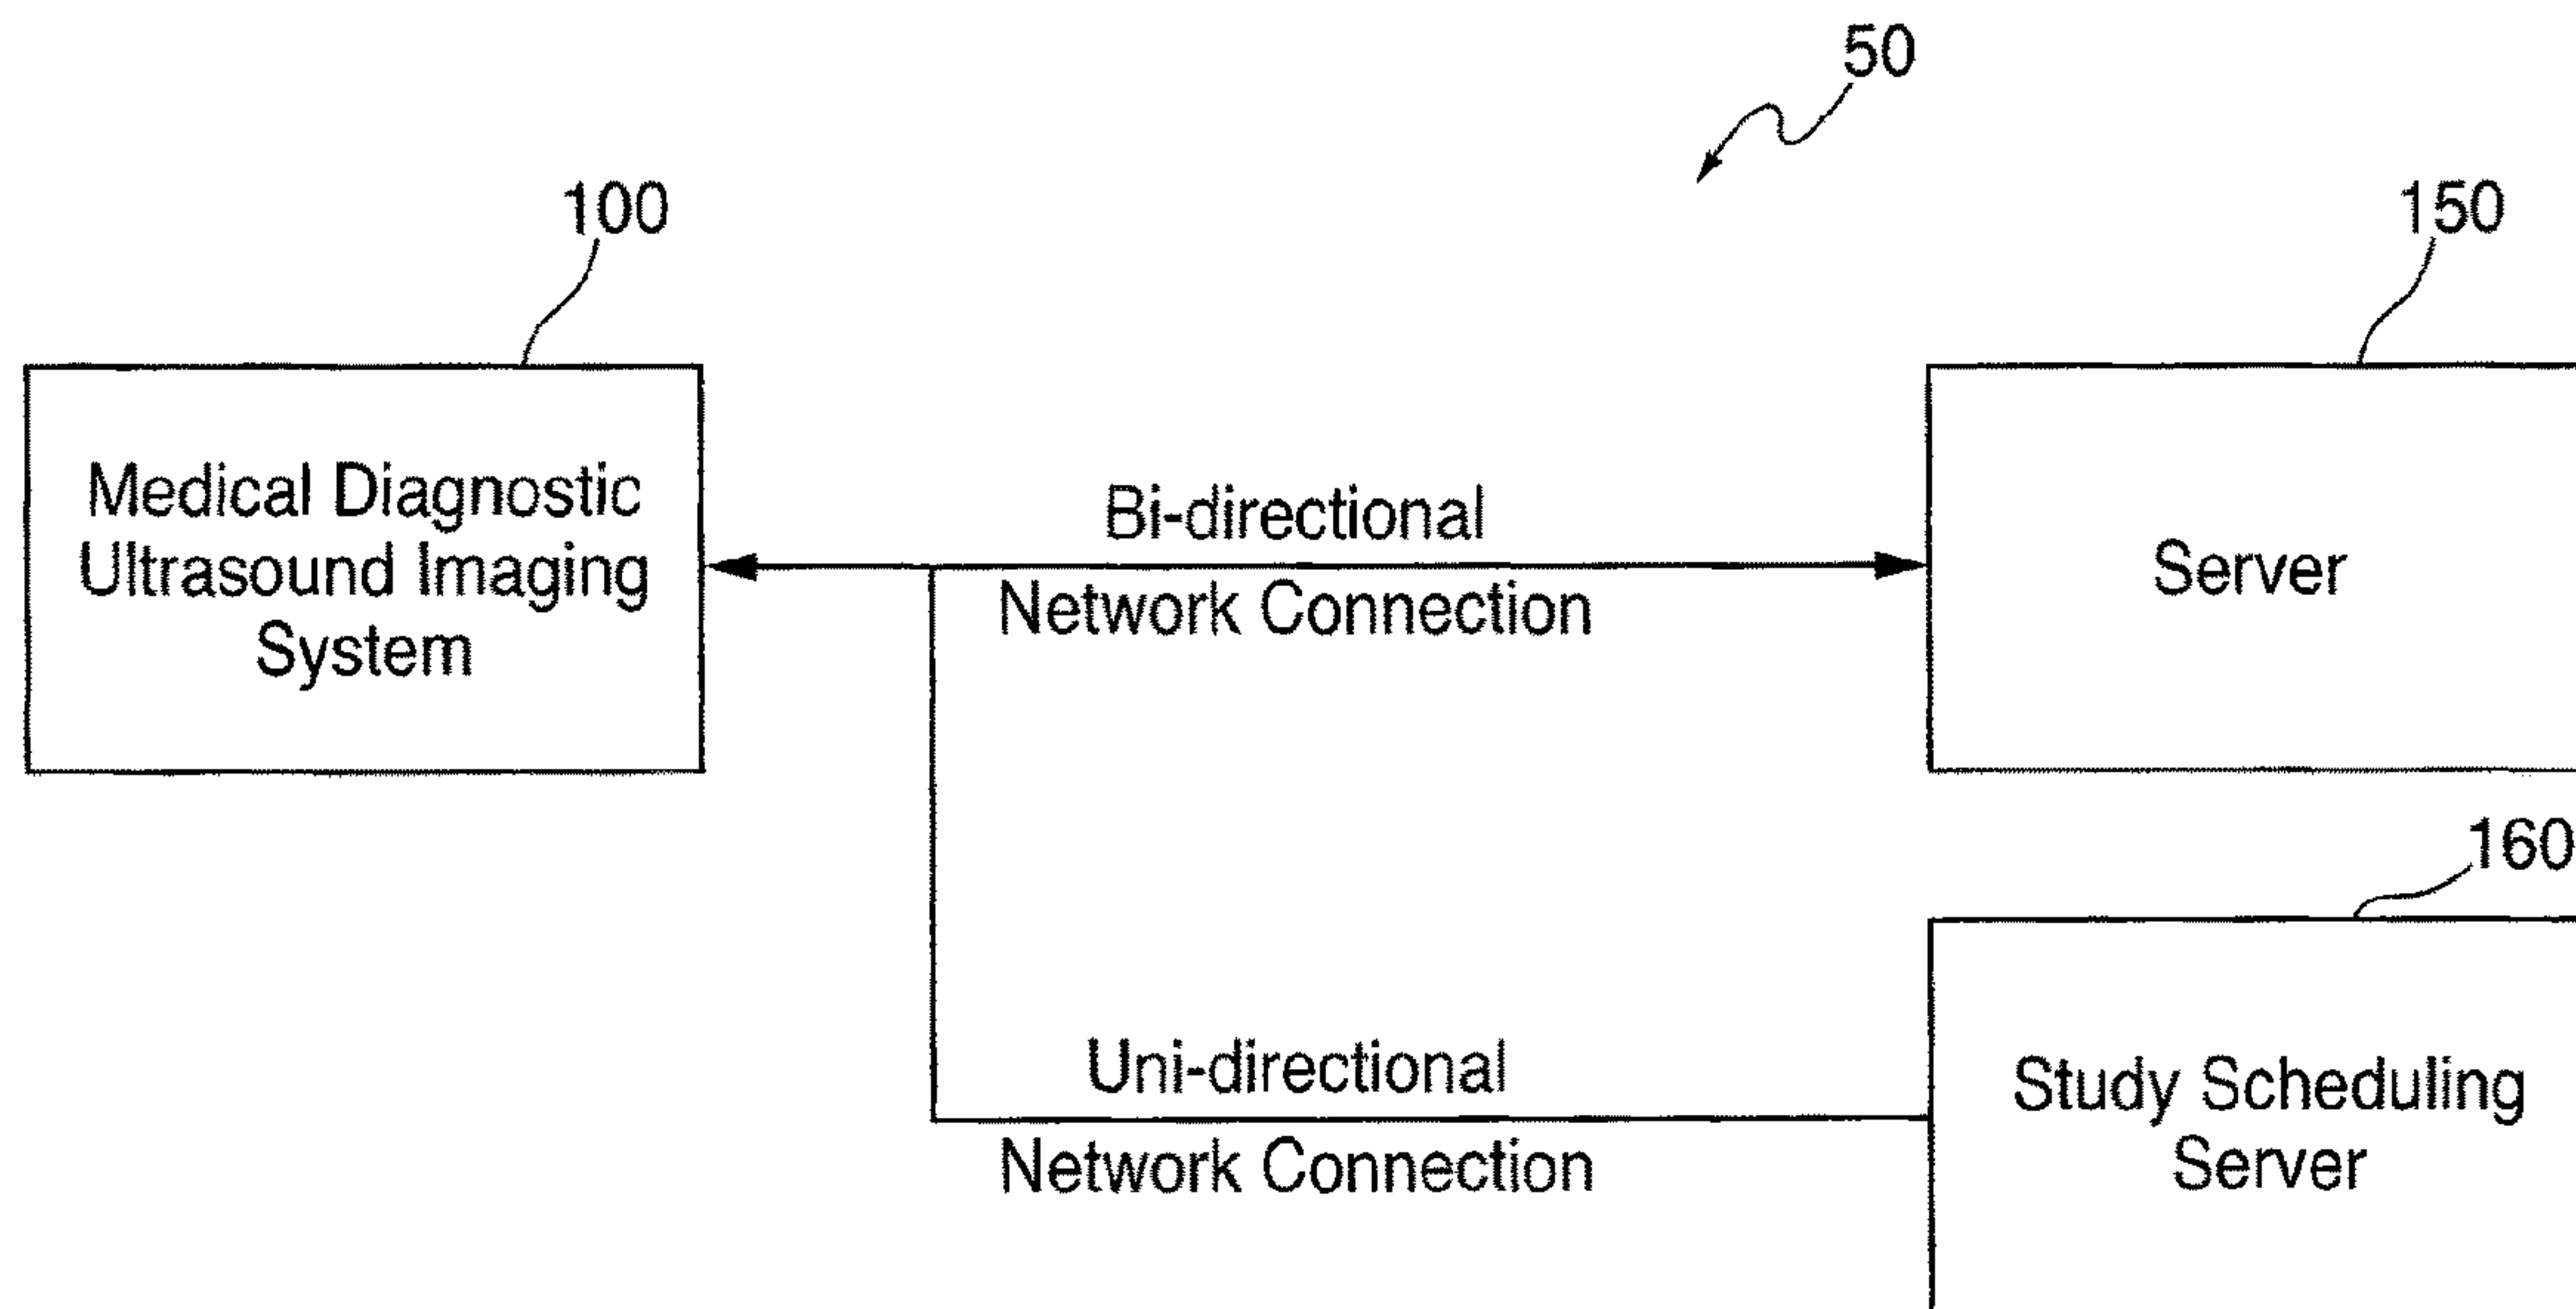 50
100
150
Medical Diagnostic
Ultrasound Imaging
System
Bi-directional
Network Connection
Server
160
Uni-directional
Network Connection
Study Scheduling
Server